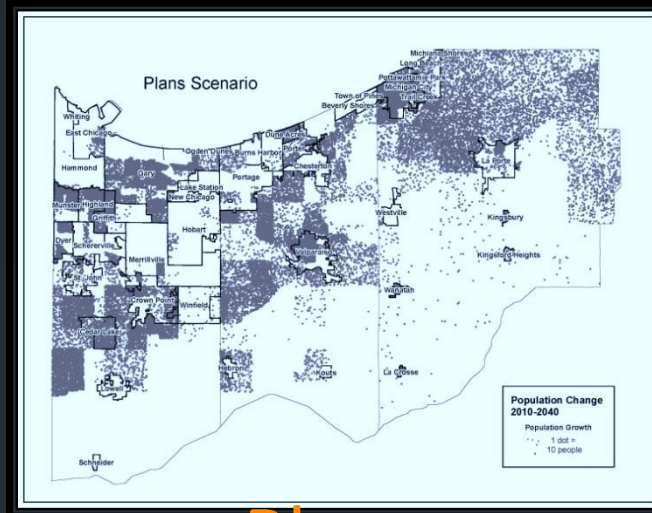 Plans Scenario
Michiana Shores
Long Beach
Pottawattamie Park
Michigan City
Trail Creek
Town of Pines
Beverly Shores
Whiting
East Chicago
Dune Acres
Ogden Dunes
Burns Harbor
Porter
Chesterton
Hammond
Gary
Portage
La Porte
Lake Station
New Chicago
Munster
Highland
Griffith
Hobart
Westville
Kingsbury
Dyer
Schererville
Merrillville
Valparaiso
Kingsford Heights
St. John
Wanatah
Crown Point
Winfield
Cedar Lake
Hebron
Kouts
La Crosse
Lowell
Schneider
Population Change
2010-2040
Population Growth
1 dot =
10 people